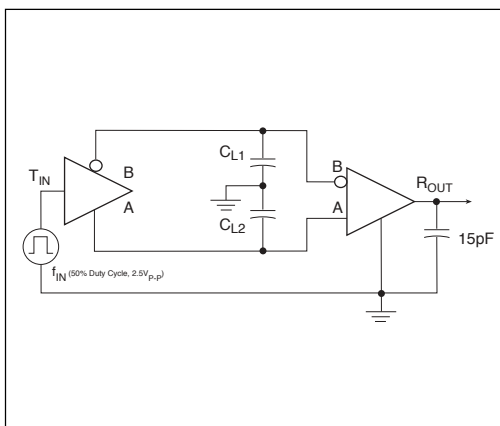 T_IN
B
A
C_L1
C_L2
B
A
R_OUT
15pF
f_IN (50% Duty Cycle, 2.5V_P-P)